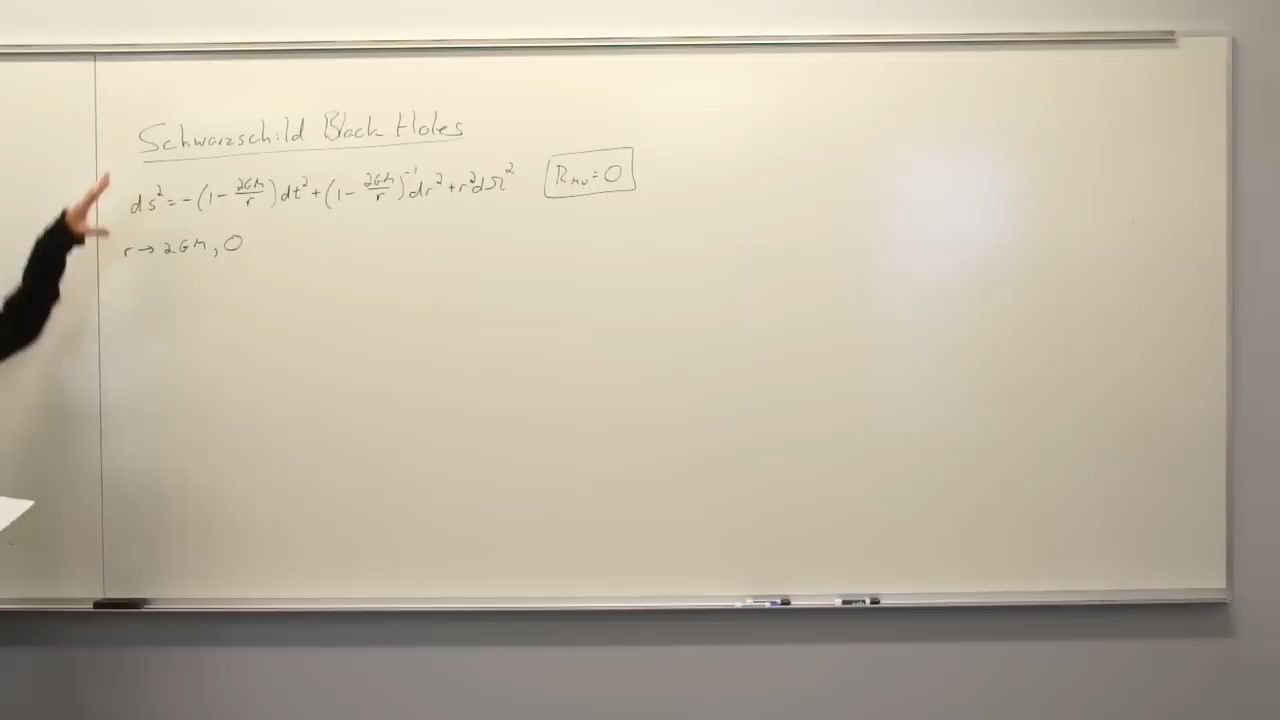 Schwarzschild Black Holes
ds² = -(1 - 2GM/r)dt² + (1 - 2GM/r)⁻¹dr² + r²dΩ² Rμν = 0
r → 2GM, 0